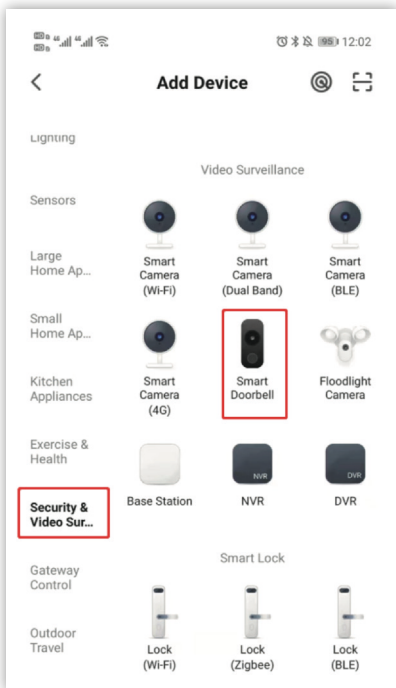 12:02
Add Device
Lighting
Sensors
Large
Home Ap...
Small
Home Ap...
Kitchen
Appliances
Exercise &
Health
Security &
Video Sur...
Gateway
Control
Outdoor
Travel
Video Surveillance
Smart
Camera
(Wi-Fi)
Smart
Camera
(Dual Band)
Smart
Camera
(BLE)
Smart
Camera
(4G)
Smart
Doorbell
Floodlight
Camera
Base Station
NVR
NVR
DVR
DVR
Smart Lock
Lock
(Wi-Fi)
Lock
(Zigbee)
Lock
(BLE)